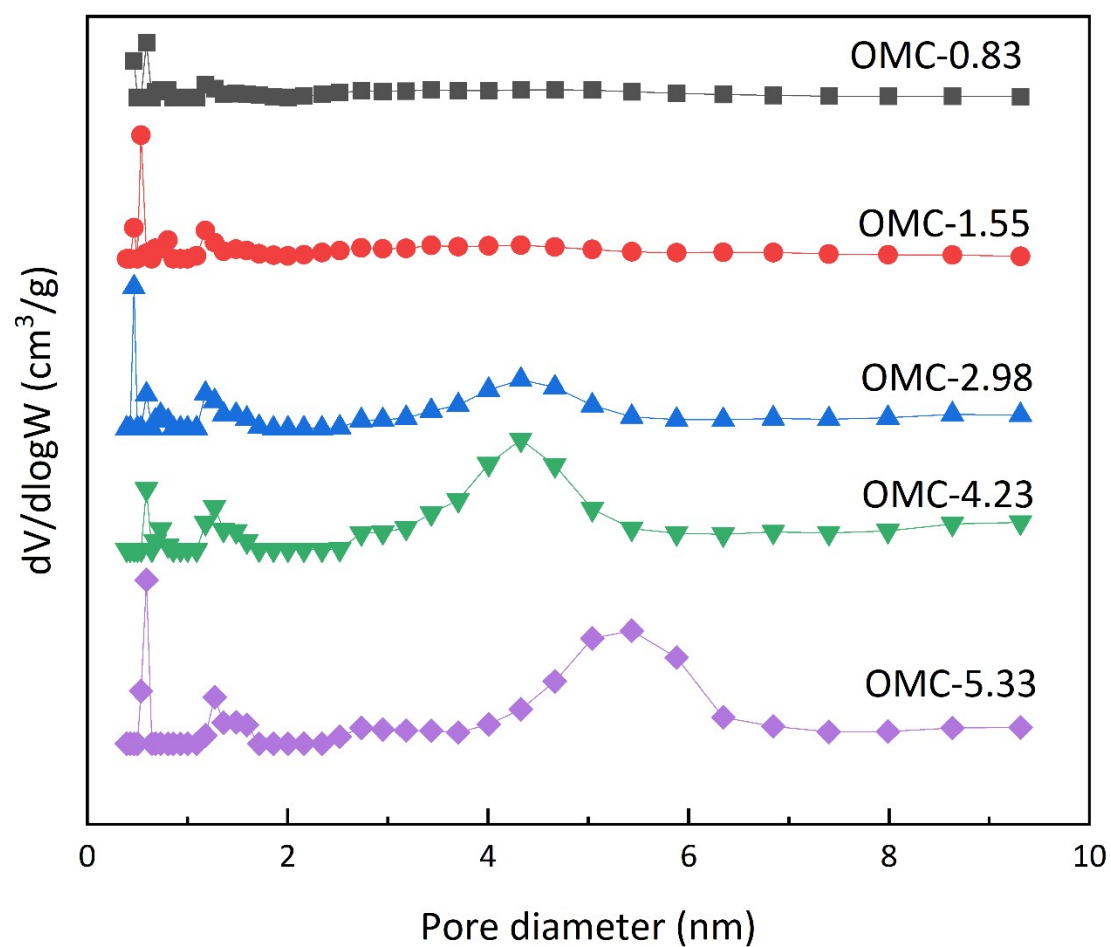 OMC-0.83
OMC-1.55
OMC-2.98
OMC-4.23
OMC-5.33
dV/dlogW (cm³/g)
0 2 4 6 8 10
Pore diameter (nm)